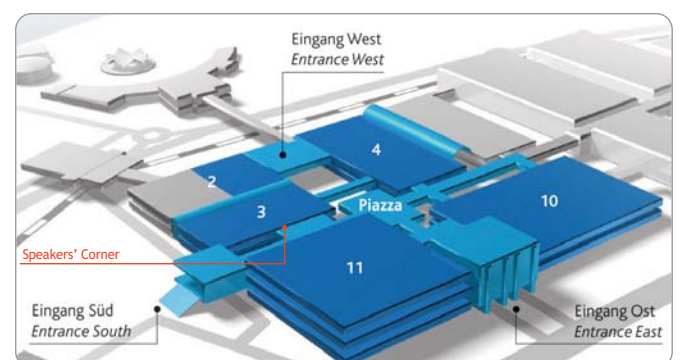 Eingang West
Entrance West
4
2
10
3
Piazza
Speakers' Corner
11
Eingang Süd
Entrance South
Eingang Ost
Entrance East